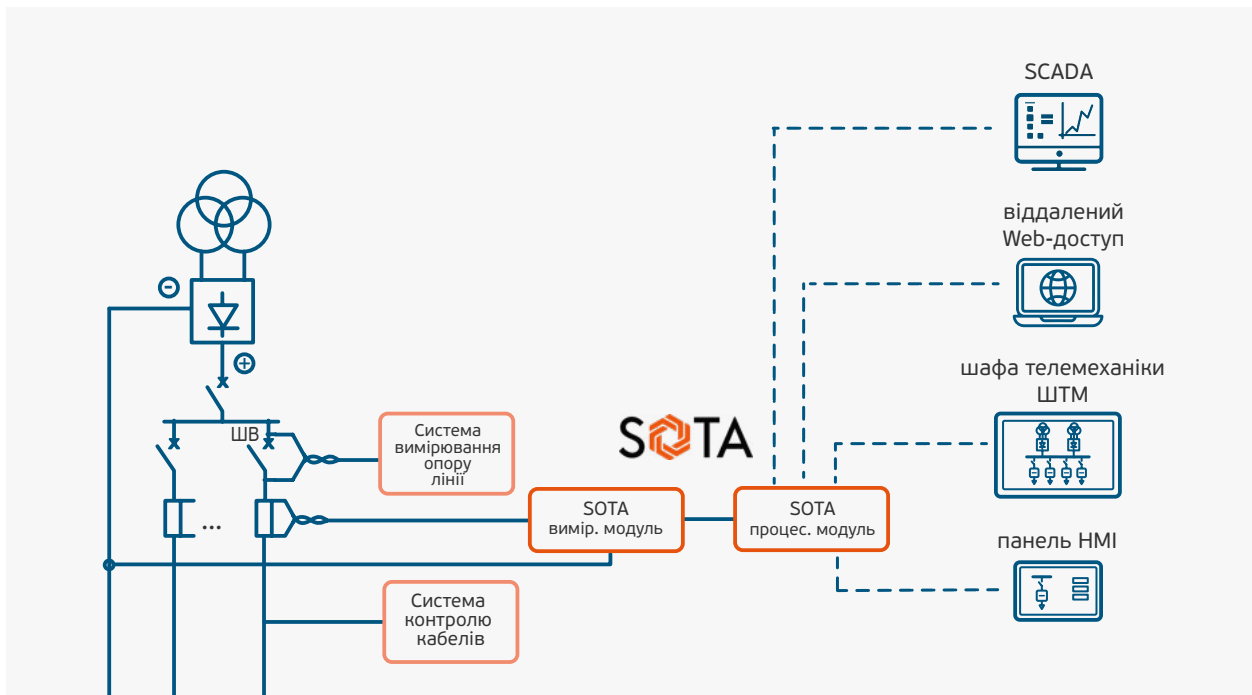 SCADA
віддалений
Web-доступ
шафа телемеханіки
ШТМ
ШВ
Система
вимірювання
опору
лінії
SOTA
SOTA
вимір. модуль
SOTA
процес. модуль
...
панель HMI
Система
контролю
кабелів